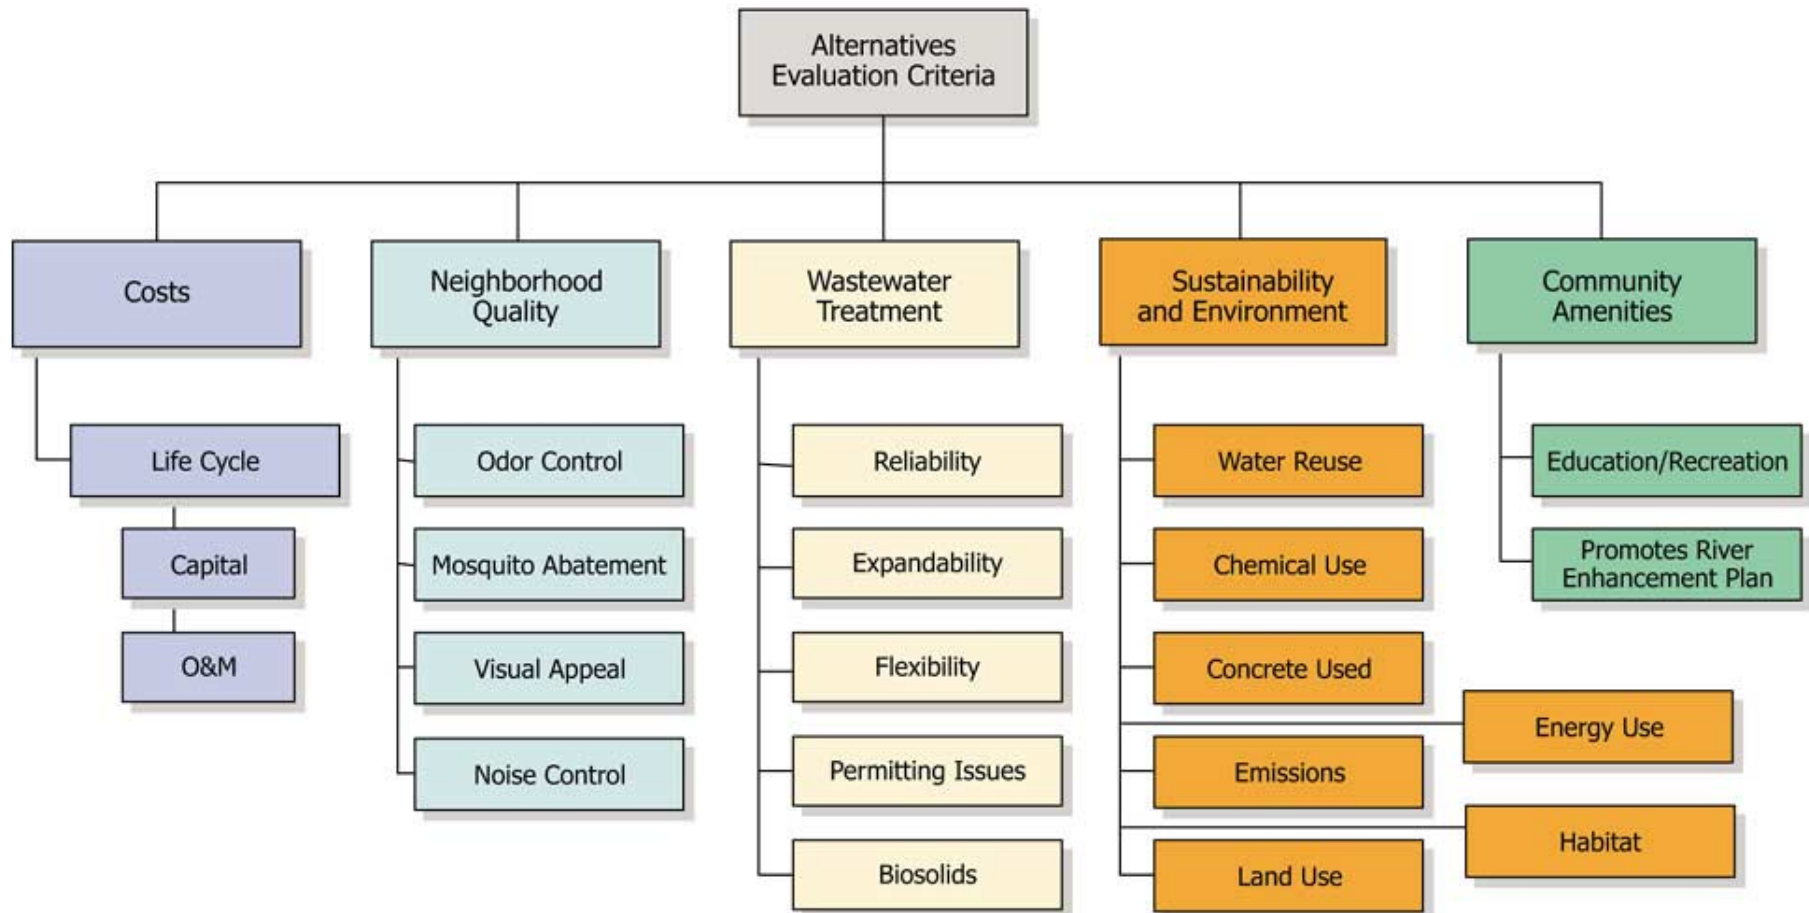 Alternatives
Evaluation Criteria
Costs
Life Cycle
Capital
O&M
Neighborhood
Quality
Odor Control
Mosquito Abatement
Visual Appeal
Noise Control
Wastewater
Treatment
Reliability
Expandability
Flexibility
Permitting Issues
Biosolids
Sustainability
and Environment
Water Reuse
Chemical Use
Concrete Used
Energy Use
Emissions
Habitat
Land Use
Community
Amenities
Education/Recreation
Promotes River
Enhancement Plan